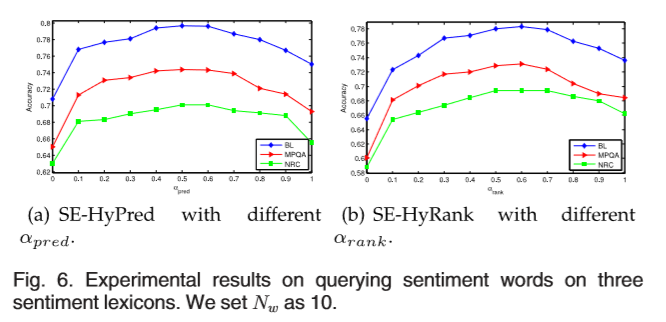 0.8
0.78
0.76
0.74
0.72
0.7
0.68
0.66
0.64
0.62
Accuracy
0 0.1 0.2 0.3 0.4 0.5 0.6 0.7 0.8 0.9 1
α pred
BL
MPQA
NRC
0.78
0.76
0.74
0.72
0.7
0.68
0.66
0.64
0.62
0.6
0.58
Accuracy
0 0.1 0.2 0.3 0.4 0.5 0.6 0.7 0.8 0.9 1
α rank
BL
MPQA
NRC
(a) SE-HyPred with different
α pred.
(b) SE-HyRank with different
α rank.
Fig. 6. Experimental results on querying sentiment words on three
sentiment lexicons. We set N w as 10.